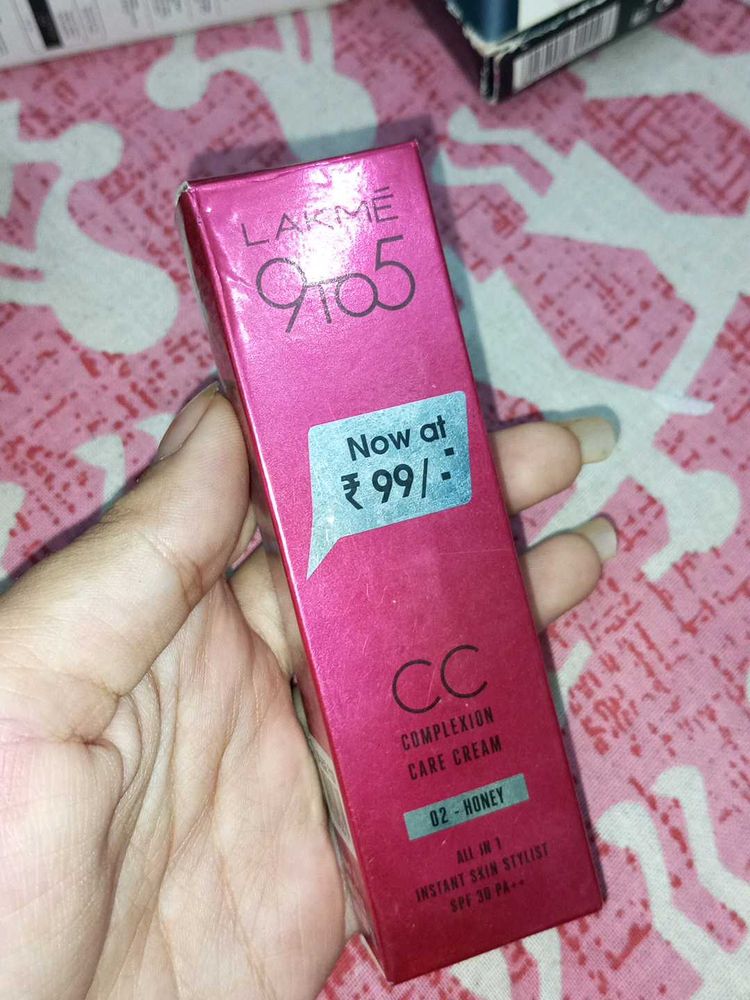 LAKMĒ
9TO5
Now at
₹ 99/-
CC
COMPLEXION
CARE CREAM
02 - HONEY
ALL IN 1
INSTANT SKIN STYLIST
SPF 30 PA++